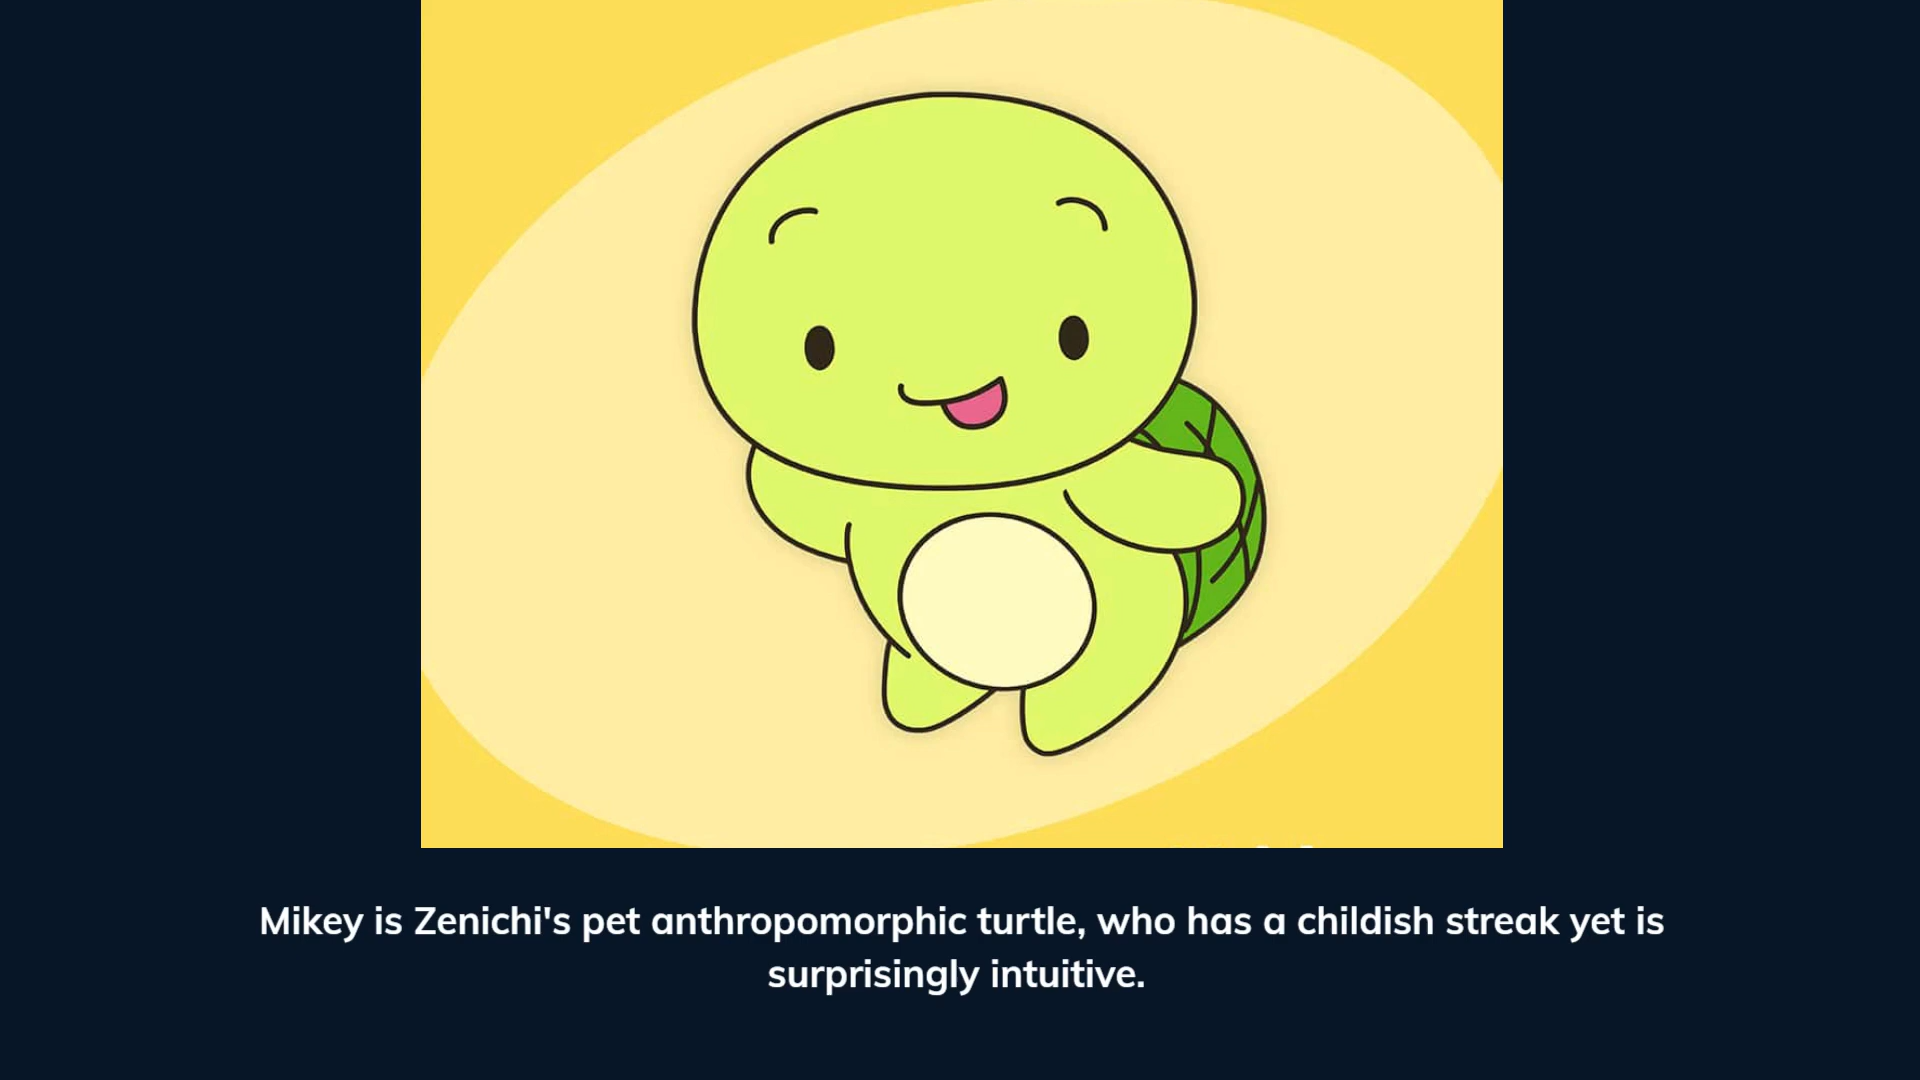 Mikey is Zenichi's pet anthropomorphic turtle, who has a childish streak yet is
surprisingly intuitive.